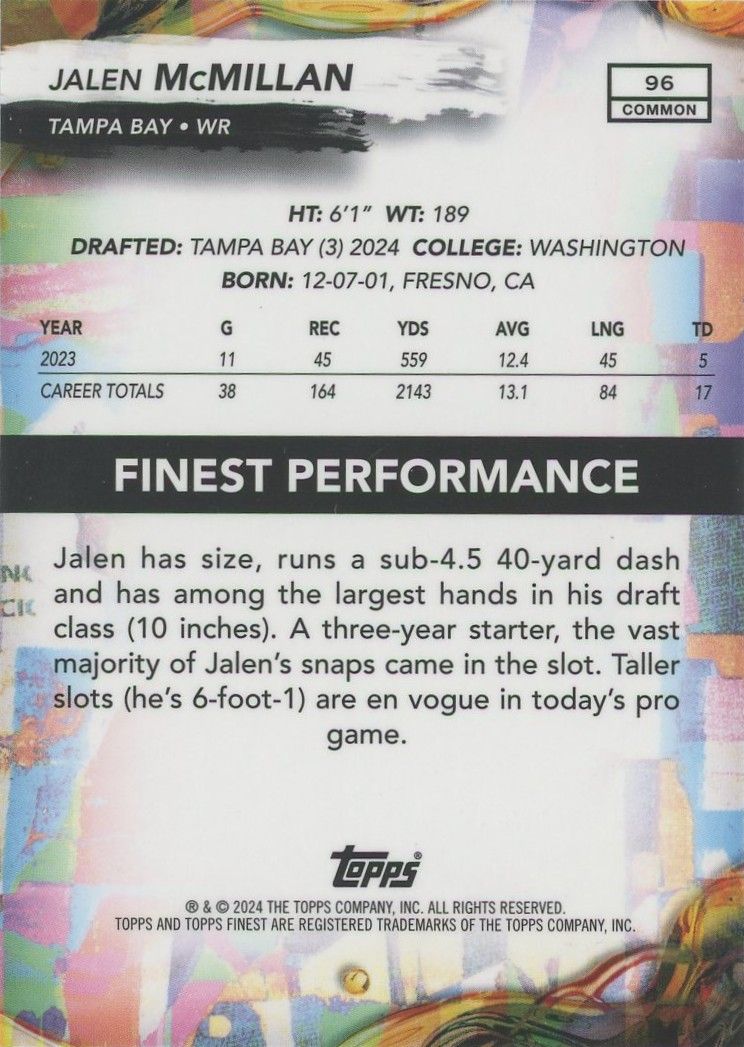 JALEN McMILLAN
TAMPA BAY • WR
96
COMMON
HT: 6'1" WT: 189
DRAFTED: TAMPA BAY (3) 2024 COLLEGE: WASHINGTON
BORN: 12-07-01, FRESNO, CA
YEAR G REC YDS AVG LNG TD
2023 11 45 559 12.4 45 5
CAREER TOTALS 38 164 2143 13.1 84 17
FINEST PERFORMANCE
Jalen has size, runs a sub-4.5 40-yard dash
and has among the largest hands in his draft
class (10 inches). A three-year starter, the vast
majority of Jalen's snaps came in the slot. Taller
slots (he's 6-foot-1) are en vogue in today's pro
game.
Topps®
® & © 2024 THE TOPPS COMPANY, INC. ALL RIGHTS RESERVED.
TOPPS AND TOPPS FINEST ARE REGISTERED TRADEMARKS OF THE TOPPS COMPANY, INC.